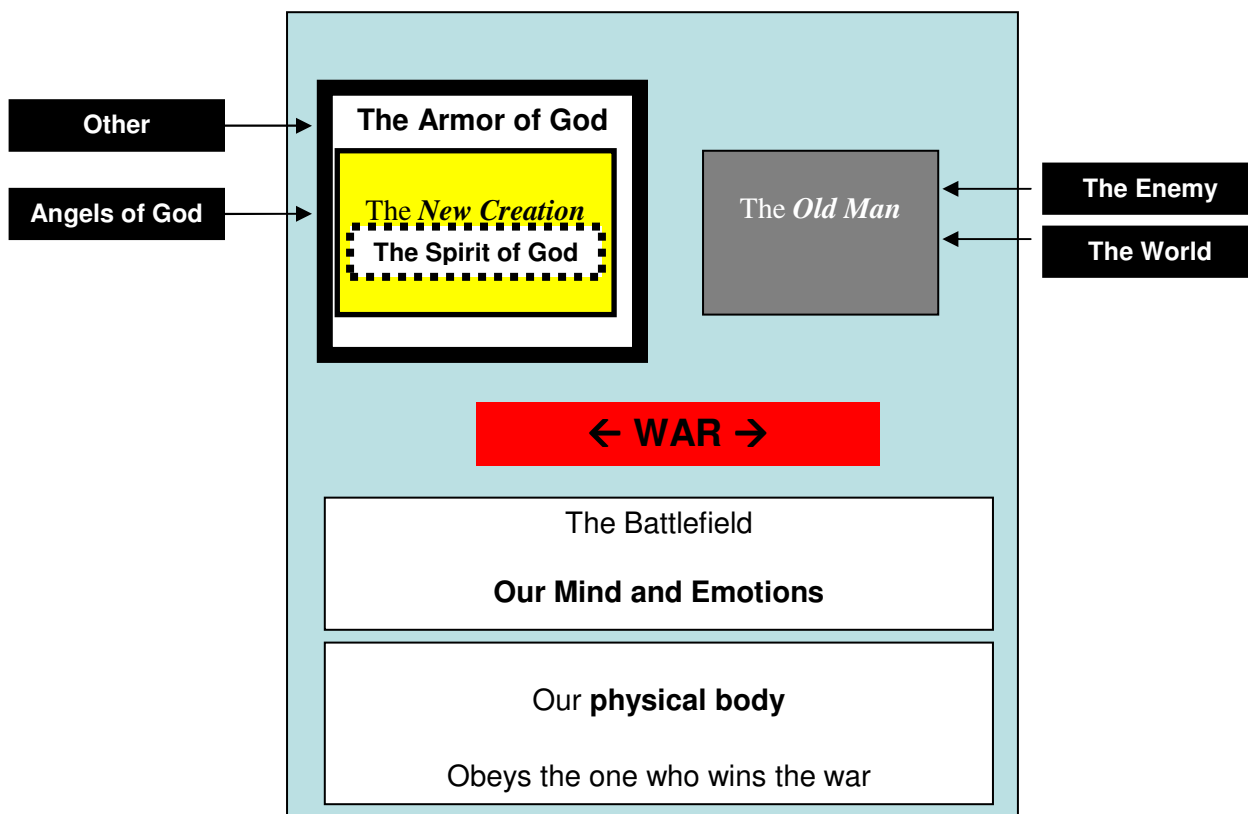 Other
Angels of God
The Armor of God
The New Creation
The Spirit of God
The Old Man
The Enemy
The World
← WAR →
The Battlefield
Our Mind and Emotions
Our physical body
Obeys the one who wins the war